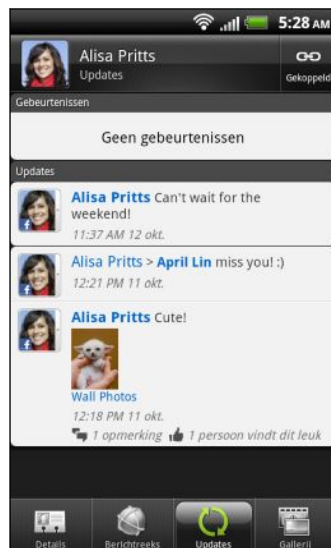 5:28 AM
Alisa Pritts
Updates
Gekoppeld
Gebeurtenissen
Geen gebeurtenissen
Updates
Alisa Pritts Can't wait for the
weekend!
11:37 AM 12 okt.
Alisa Pritts > April Lin miss you! :)
12:21 PM 11 okt.
Alisa Pritts Cute!
Wall Photos
12:18 PM 11 okt.
1 opmerking 1 persoon vindt dit leuk
Details Berichtreeks Updates Gallerij